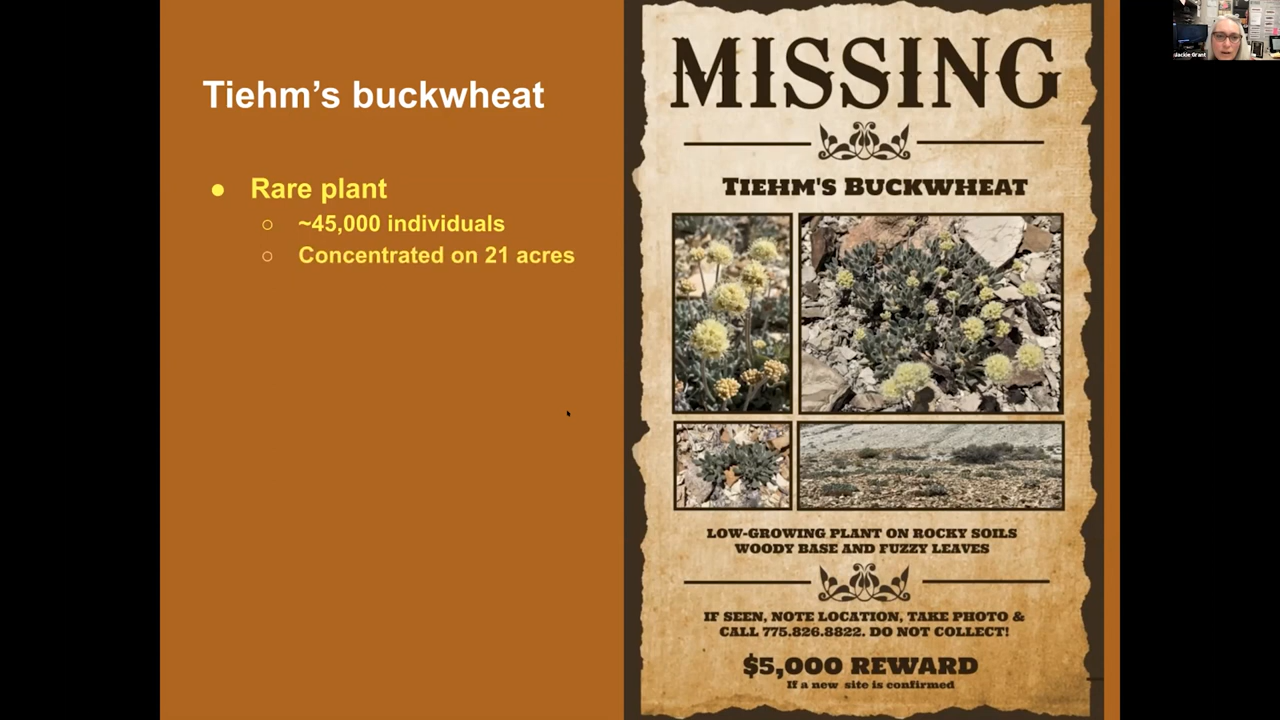 Tiehm's buckwheat
● Rare plant
○ ~45,000 individuals
○ Concentrated on 21 acres
MISSING
TIEHM'S BUCKWHEAT
LOW-GROWING PLANT ON ROCKY SOILS
WOODY BASE AND FUZZY LEAVES
IF SEEN, NOTE LOCATION, TAKE PHOTO &
CALL 775.826.8822. DO NOT COLLECT!
$5,000 REWARD
If a new site is confirmed
Jackie Grant